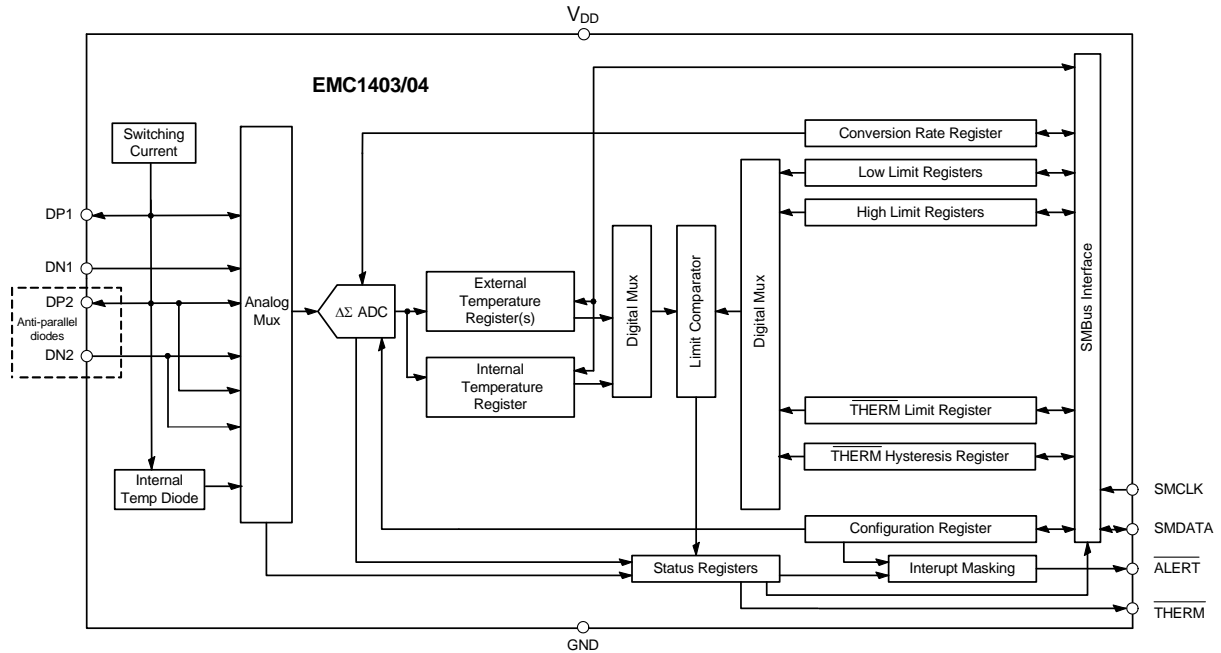 VDD
EMC1403/04
Switching
Current
Conversion Rate Register
Low Limit Registers
High Limit Registers
DP1
DN1
DP2
Anti-parallel
diodes
DN2
Analog
Mux
ΔΣ ADC
External
Temperature
Register(s)
Internal
Temperature
Register
Digital Mux
Limit Comparator
Digital Mux
SMBus Interface
THERM Limit Register
THERM Hysteresis Register
Internal
Temp Diode
Configuration Register
Status Registers
Interupt Masking
SMCLK
SMDATA
ALERT
THERM
GND